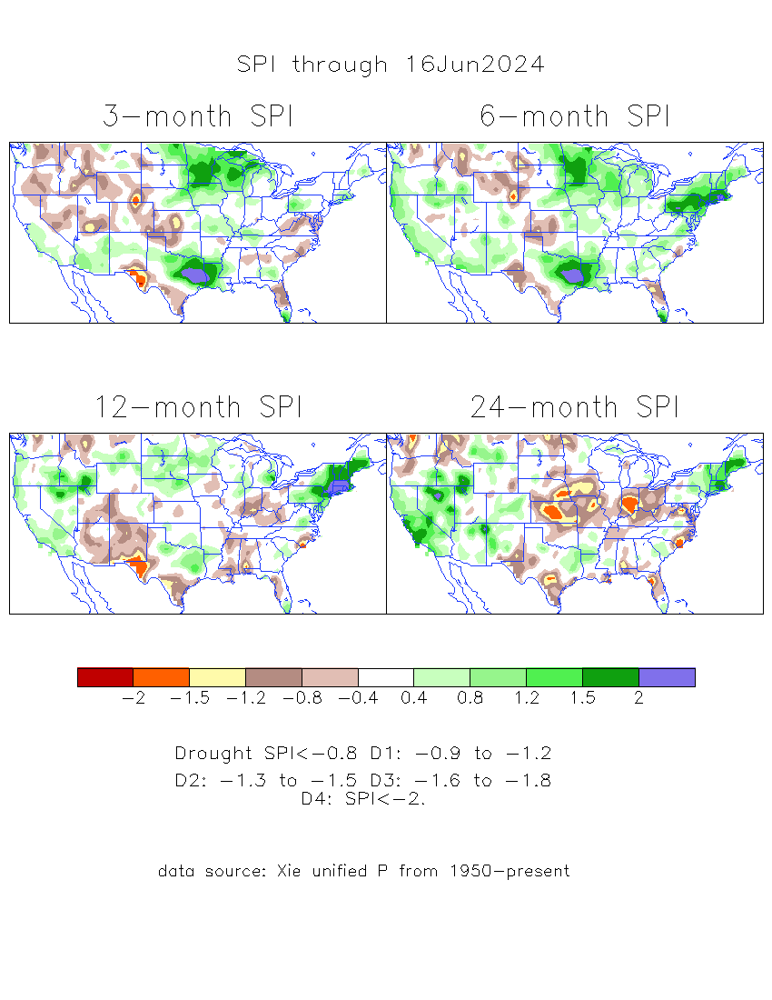 SPI through 16Jun2024
3-month SPI
6-month SPI
12-month SPI
24-month SPI
-2 -1.5 -1.2 -0.8 -0.4 0.4 0.8 1.2 1.5 2
Drought SPI<-0.8 D1: -0.9 to -1.2
D2: -1.3 to -1.5 D3: -1.6 to -1.8
D4: SPI<-2.
data source: Xie unified P from 1950-present